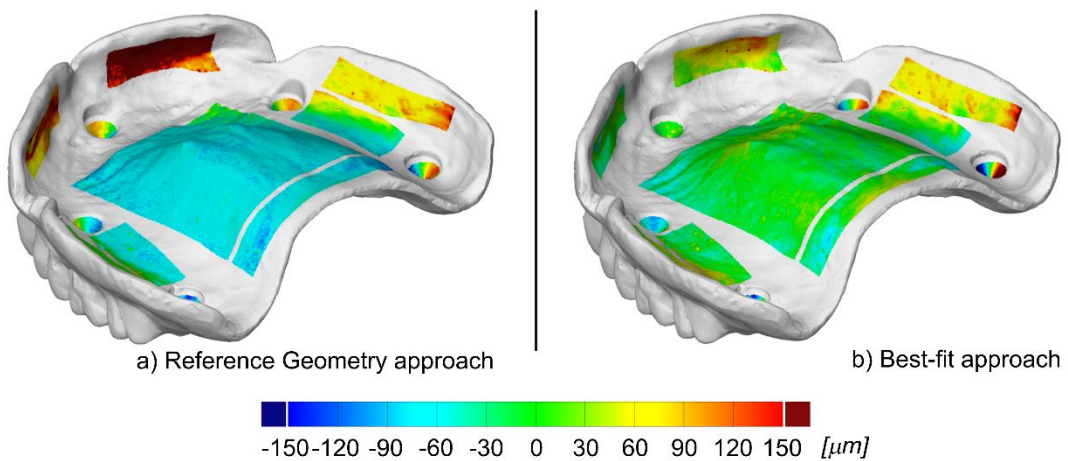 a) Reference Geometry approach
b) Best-fit approach
-150 -120 -90 -60 -30 0 30 60 90 120 150 [μm]